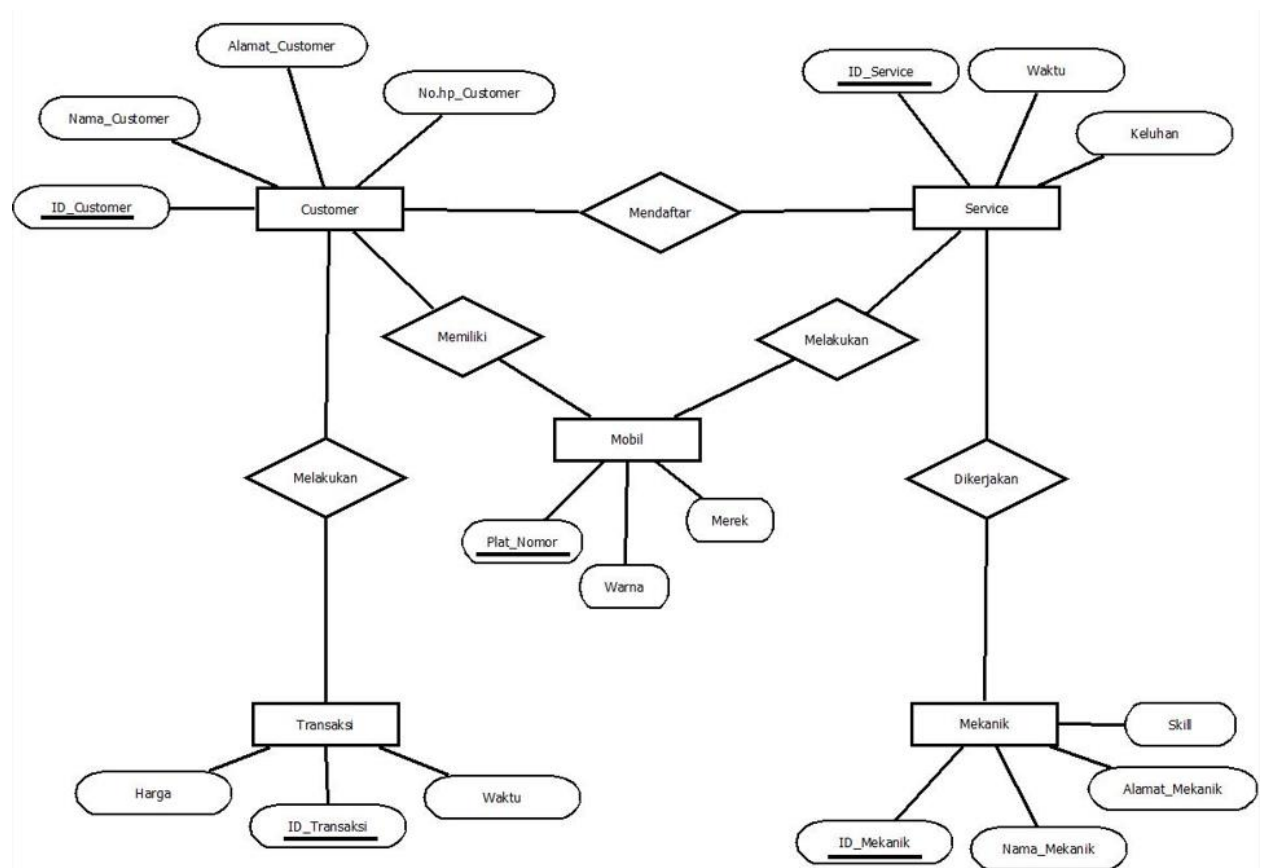 Alamat_Customer
No.hp_Customer
Nama_Customer
ID_Customer
Customer
Mendaftar
ID_Service
Waktu
Keluhan
Service
Memiliki
Melakukan
Mobil
Plat_Nomor
Warna
Merek
Melakukan
Dikerjakan
Transaksi
Harga
ID_Transaksi
Waktu
Mekanik
Skill
Alamat_Mekanik
Nama_Mekanik
ID_Mekanik